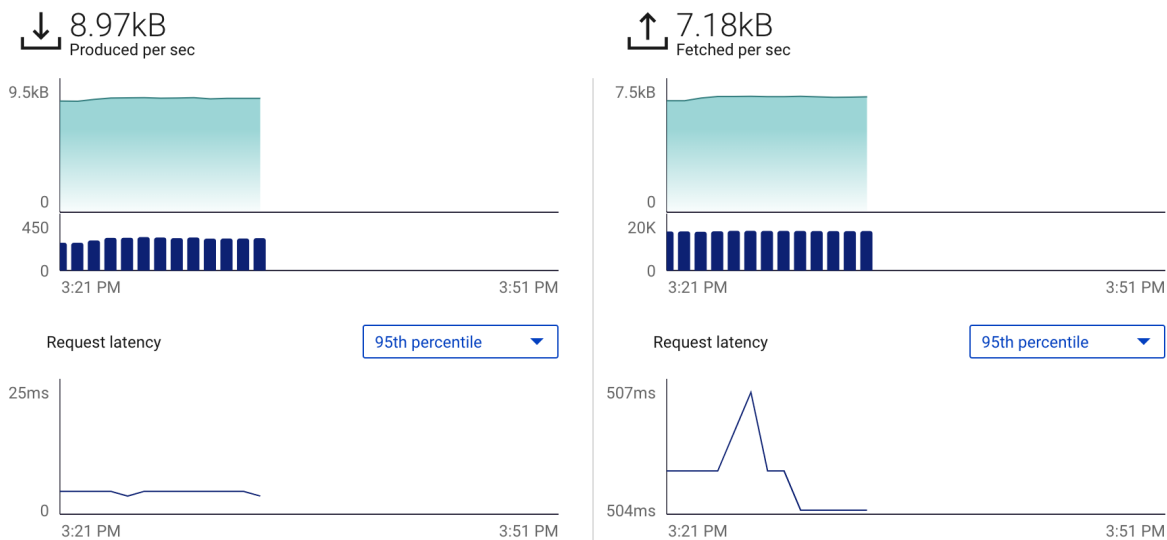 8.97kB
Produced per sec
9.5kB
0
450
0
3:21 PM
3:51 PM
Request latency
95th percentile
25ms
0
3:21 PM
3:51 PM
7.18kB
Fetched per sec
7.5kB
0
20K
0
3:21 PM
3:51 PM
Request latency
95th percentile
507ms
504ms
3:21 PM
3:51 PM